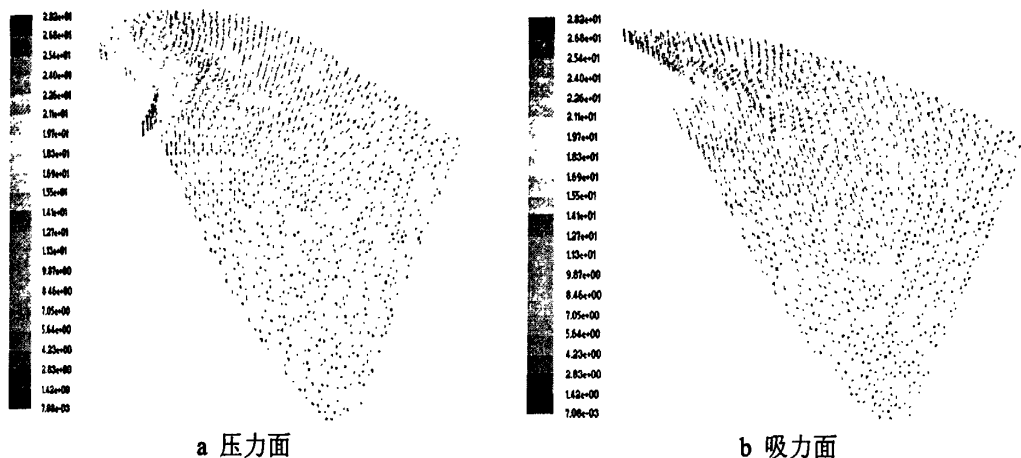 2.82e+01
2.68e+01
2.54e+01
2.40e+01
2.26e+01
2.11e+01
1.97e+01
1.83e+01
1.69e+01
1.55e+01
1.41e+01
1.27e+01
1.13e+01
9.87e+00
8.46e+00
7.05e+00
5.64e+00
4.23e+00
2.83e+00
1.42e+00
7.98e-03
a 压力面
2.82e+01
2.68e+01
2.54e+01
2.40e+01
2.26e+01
2.11e+01
1.97e+01
1.83e+01
1.69e+01
1.55e+01
1.41e+01
1.27e+01
1.13e+01
9.87e+00
8.46e+00
7.05e+00
5.64e+00
4.23e+00
2.83e+00
1.42e+00
7.98e-03
b 吸力面